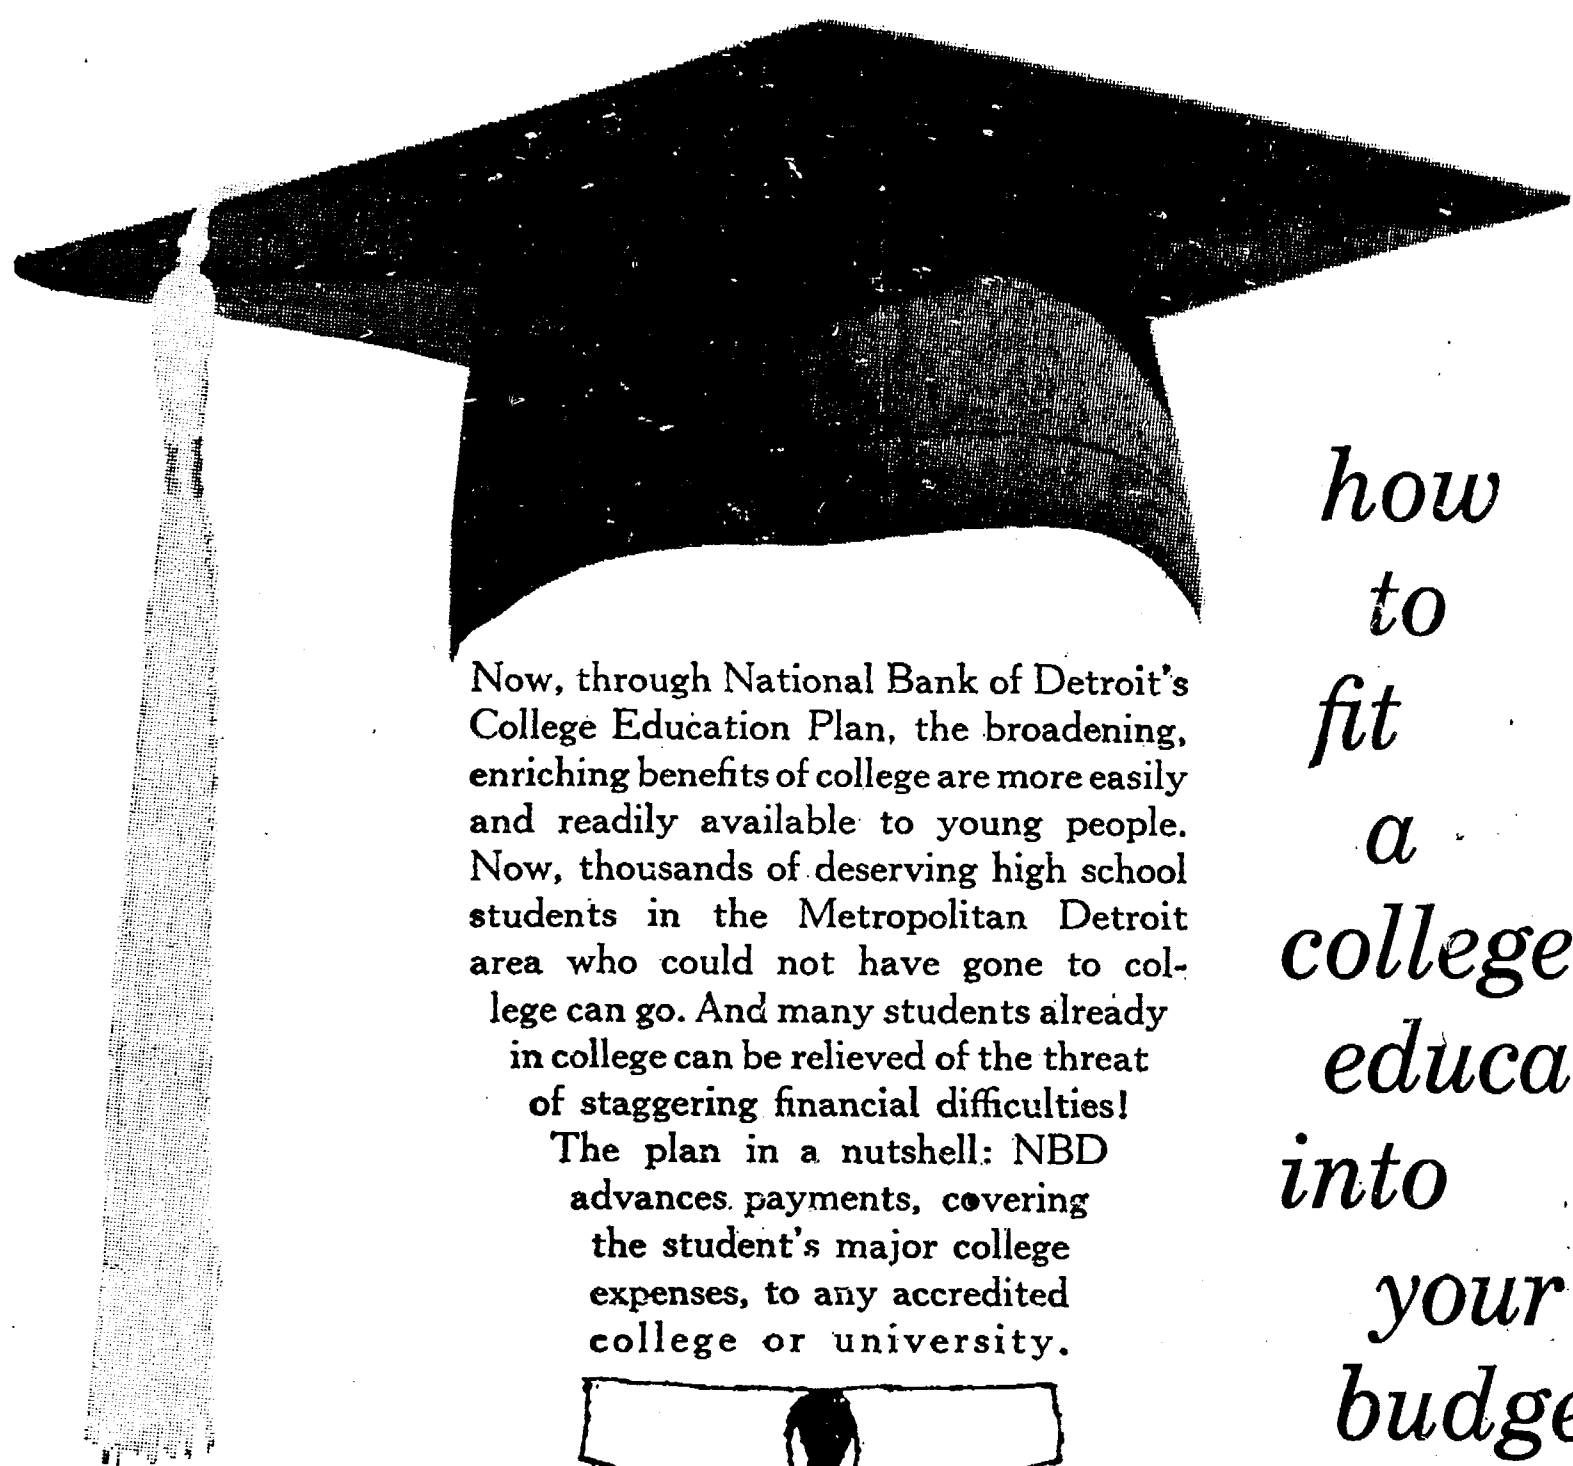 how
to
fit
a
college
educa
into
your
budge
Now, through National Bank of Detroit's
College Education Plan, the broadening,
enriching benefits of college are more easily
and readily available to young people.
Now, thousands of deserving high school
students in the Metropolitan Detroit
area who could not have gone to col-
lege can go. And many students already
in college can be relieved of the threat
of staggering financial difficulties!
The plan in a nutshell: NBD
advances payments, covering
the student's major college
expenses, to any accredited
college or university.